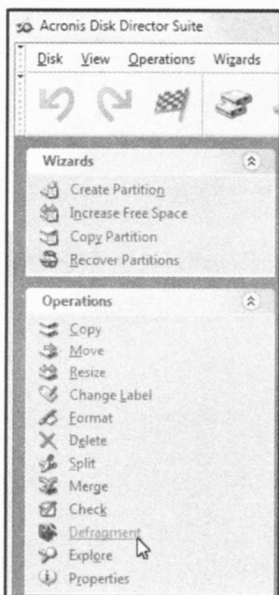 Acronis Disk Director Suite
Disk View Operations Wizards
Wizards
Create Partition
Increase Free Space
Copy Partition
Recover Partitions
Operations
Copy
Move
Resize
Change Label
Format
Delete
Split
Merge
Check
Defragment
Explore
Properties